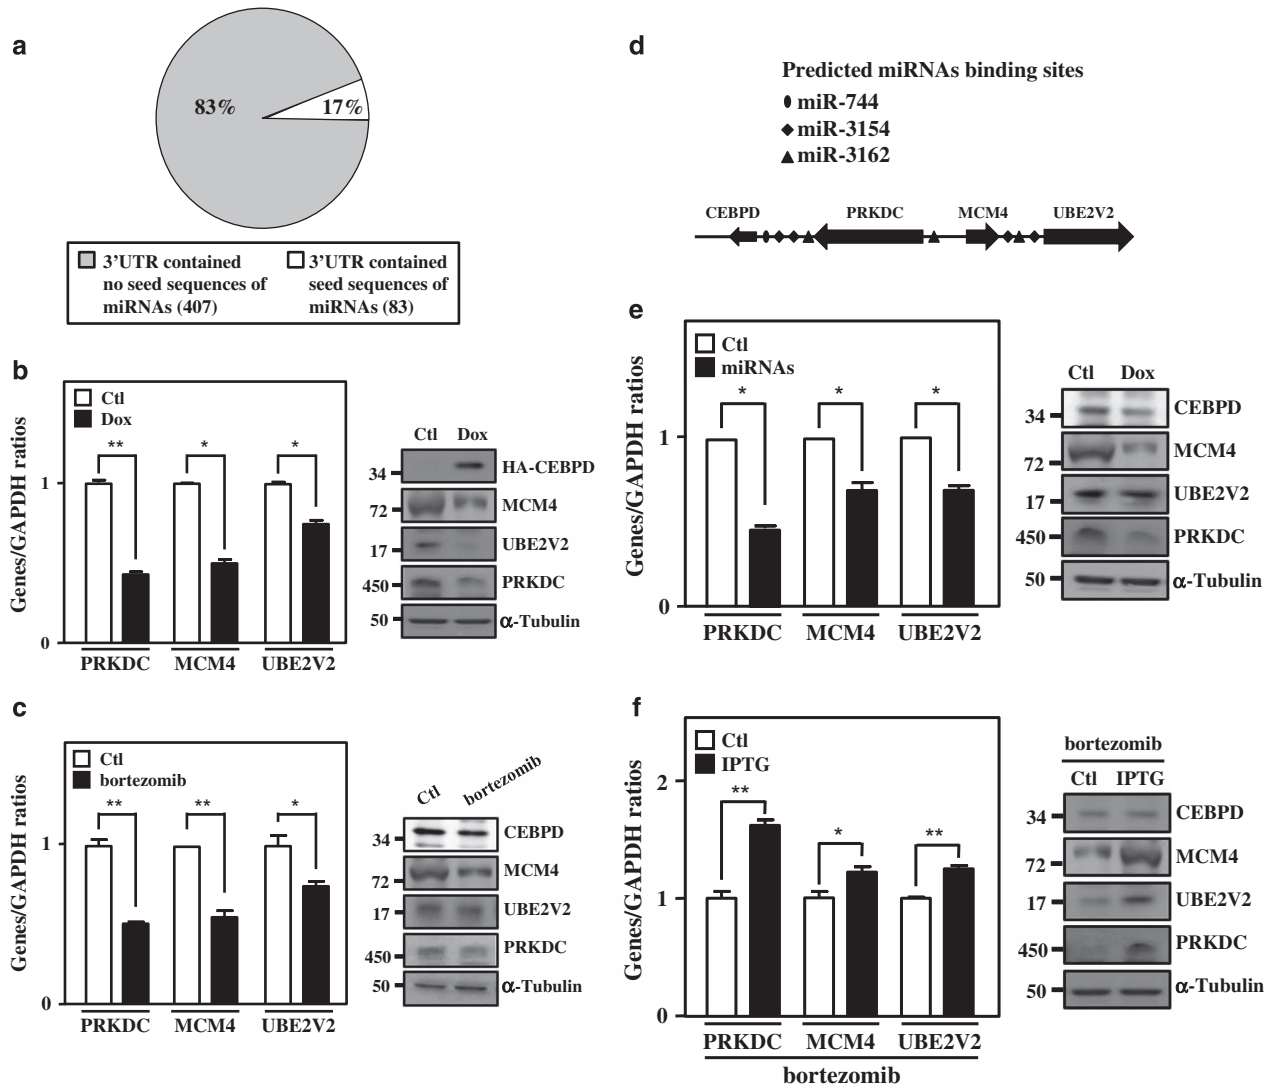 a
83%
17%
3'UTR contained
no seed sequences of
miRNAs (407)
3'UTR contained
seed sequences of
miRNAs (83)
b
Genes/GAPDH ratios
Ctl
Dox
**
*
*
1
0
PRKDC
MCM4
UBE2V2
Ctl Dox
34 HA-CEBPD
72 MCM4
17 UBE2V2
450 PRKDC
50 α-Tubulin
c
Genes/GAPDH ratios
Ctl
bortezomib
**
**
*
1
0
PRKDC
MCM4
UBE2V2
Ctl bortezomib
34 CEBPD
72 MCM4
17 UBE2V2
450 PRKDC
50 α-Tubulin
d
Predicted miRNAs binding sites
miR-744
miR-3154
miR-3162
CEBPD PRKDC MCM4 UBE2V2
e
Genes/GAPDH ratios
Ctl
miRNAs
*
*
*
1
0
PRKDC
MCM4
UBE2V2
Ctl Dox
34 CEBPD
72 MCM4
17 UBE2V2
450 PRKDC
50 α-Tubulin
f
Genes/GAPDH ratios
Ctl
IPTG
**
*
**
2
1
0
PRKDC
MCM4
UBE2V2
bortezomib
bortezomib
Ctl IPTG
34 CEBPD
72 MCM4
17 UBE2V2
450 PRKDC
50 α-Tubulin